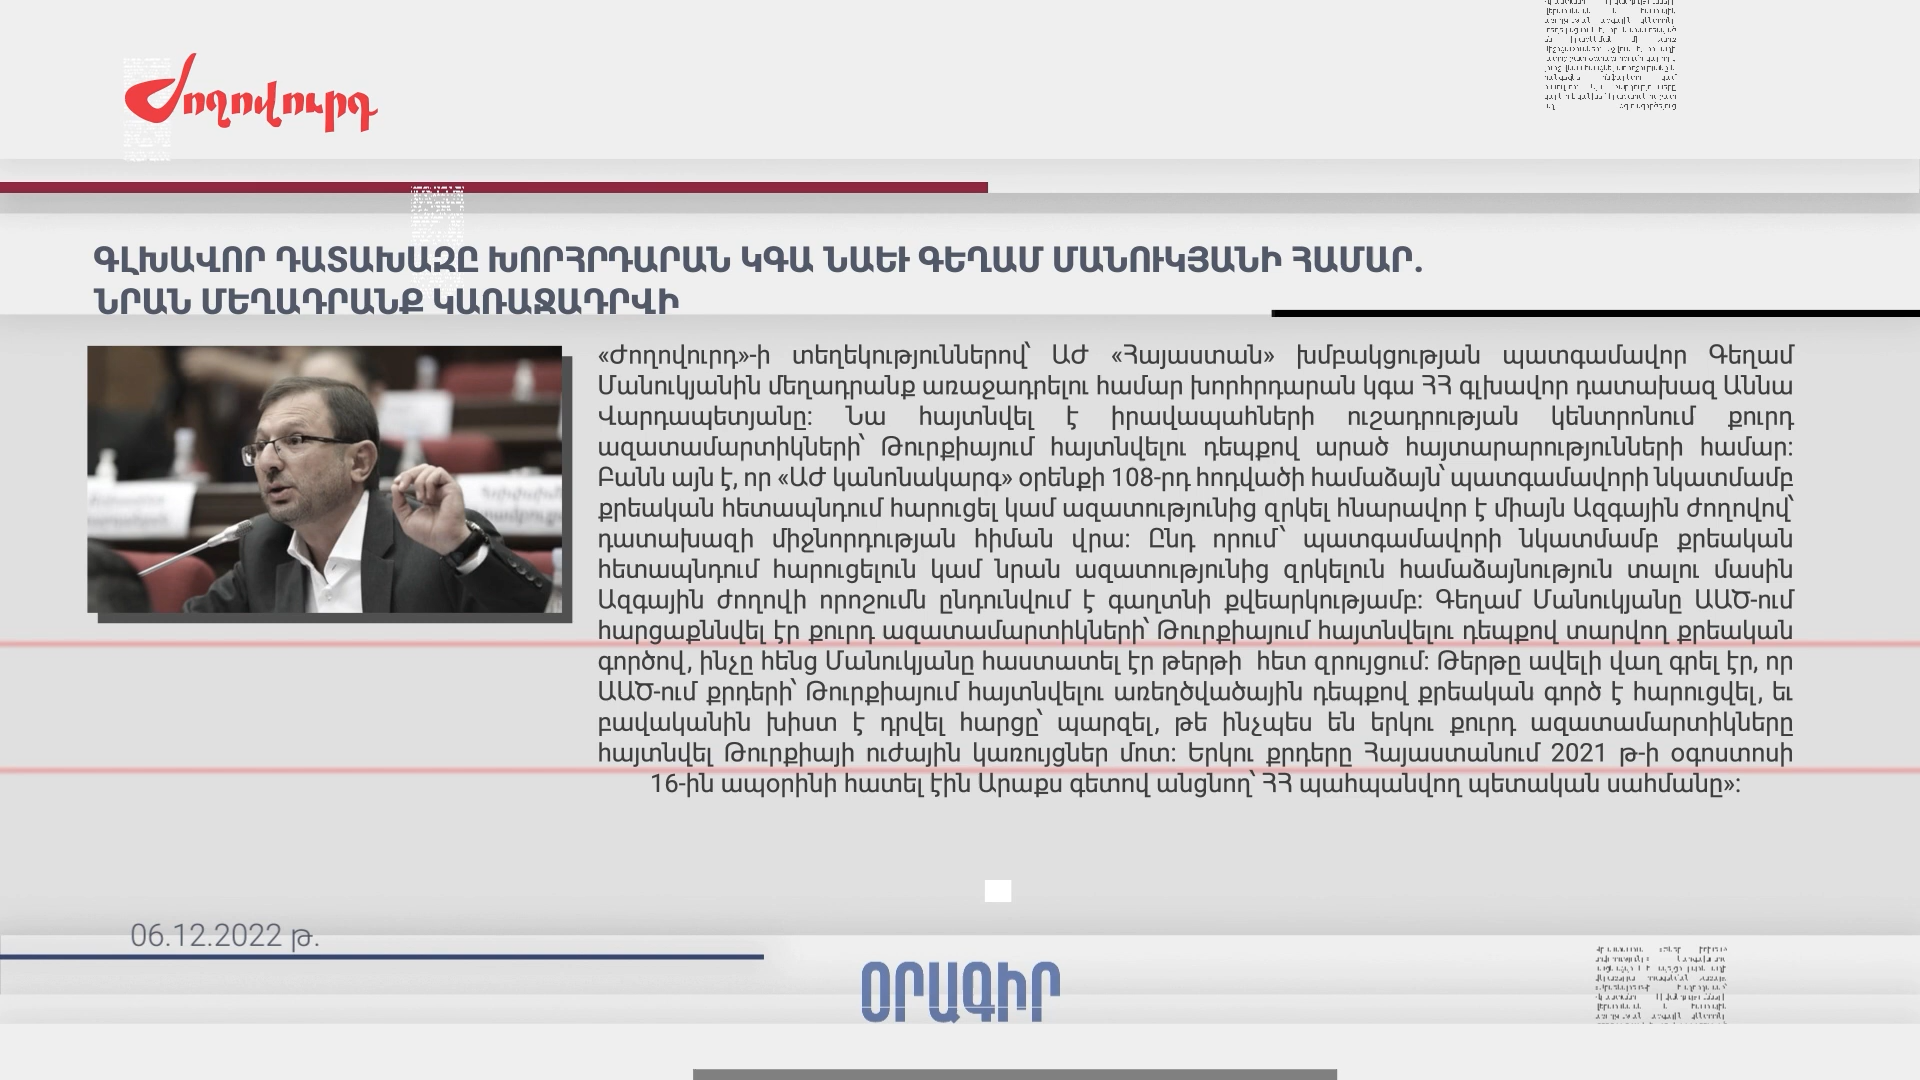 Ժողովուրդ
ԳԼԽԱՎՈՐ ԴԱՏԱԽԱԶԸ ԽՈՐՀՐԴԱՐԱՆ ԿԳԱ ՆԱԵՒ ԳԵՂԱՄ ՄԱՆՈՒԿՅԱՆԻ ՀԱՄԱՐ.
ՆՐԱՆ ՄԵՂԱԴՐԱՆՔ ԿԱՌԱՋԱԴՐՎԻ
«Ժողովուրդ»-ի տեղեկություններով՝ ԱԺ «Հայաստան» խմբակցության պատգամավոր Գեղամ
Մանուկյանին մեղադրանք առաջադրելու համար խորհրդարան կգա ՀՀ գլխավոր դատախազ Աննա
Վարդապետյանը: Նա հայտնվել է իրավապահների ուշադրության կենտրոնում քուրդ
ազատամարտիկների՝ Թուրքիայում հայտնվելու դեպքով արած հայտարարությունների համար:
Բանն այն է, որ «ԱԺ կանոնակարգ» օրենքի 108-րդ հոդվածի համաձայն՝ պատգամավորի նկատմամբ
քրեական հետապնդում հարուցել կամ ազատությունից զրկել հնարավոր է միայն Ազգային ժողովով՝
դատախազի միջնորդության հիման վրա: Ընդ որում՝ պատգամավորի նկատմամբ քրեական
հետապնդում հարուցելուն կամ նրան ազատությունից զրկելուն համաձայնություն տալու մասին
Ազգային ժողովի որոշումն ընդունվում է գաղտնի քվեարկությամբ: Գեղամ Մանուկյանը ԱԱԾ-ում
հարցաքննվել էր քուրդ ազատամարտիկների՝ Թուրքիայում հայտնվելու դեպքով տարվող քրեական
գործով, ինչը հենց Մանուկյանը հաստատել էր թերթի հետ զրույցում: Թերթը ավելի վաղ գրել էր, որ
ԱԱԾ-ում քրդերի՝ Թուրքիայում հայտնվելու առեղծվածային դեպքով քրեական գործ է հարուցվել, եւ
բավականին խիստ է դրվել հարցը՝ պարզել, թե ինչպես են երկու քուրդ ազատամարտիկները
հայտնվել Թուրքիայի ուժային կառույցներ մոտ: Երկու քրդերը Հայաստանում 2021 թ-ի օգոստոսի
16-ին ապօրինի հատել էին Արաքս գետով անցնող՝ ՀՀ պահպանվող պետական սահմանը»:
06.12.2022 թ.
ՕՐԱԳԻՐ